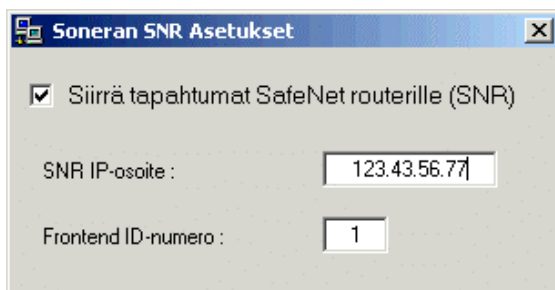 Soneran SNR Asetukset
Siirrä tapahtumat SafeNet routerille (SNR)
SNR IP-osoite : 123.43.56.77
Frontend ID-numero : 1